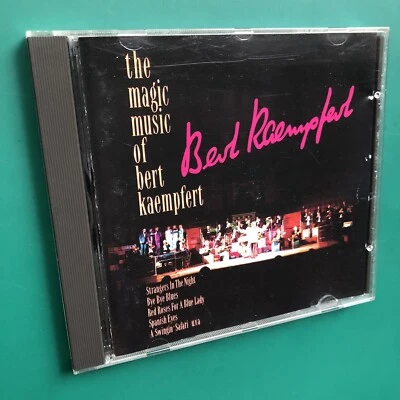 the
magic
music
of
bert
kaempfert
Bert Kaempfert
Strangers In The Night
Bye Bye Blues
Red Roses For A Blue Lady
Spanish Eyes
A Swingin' Safari u.v.a